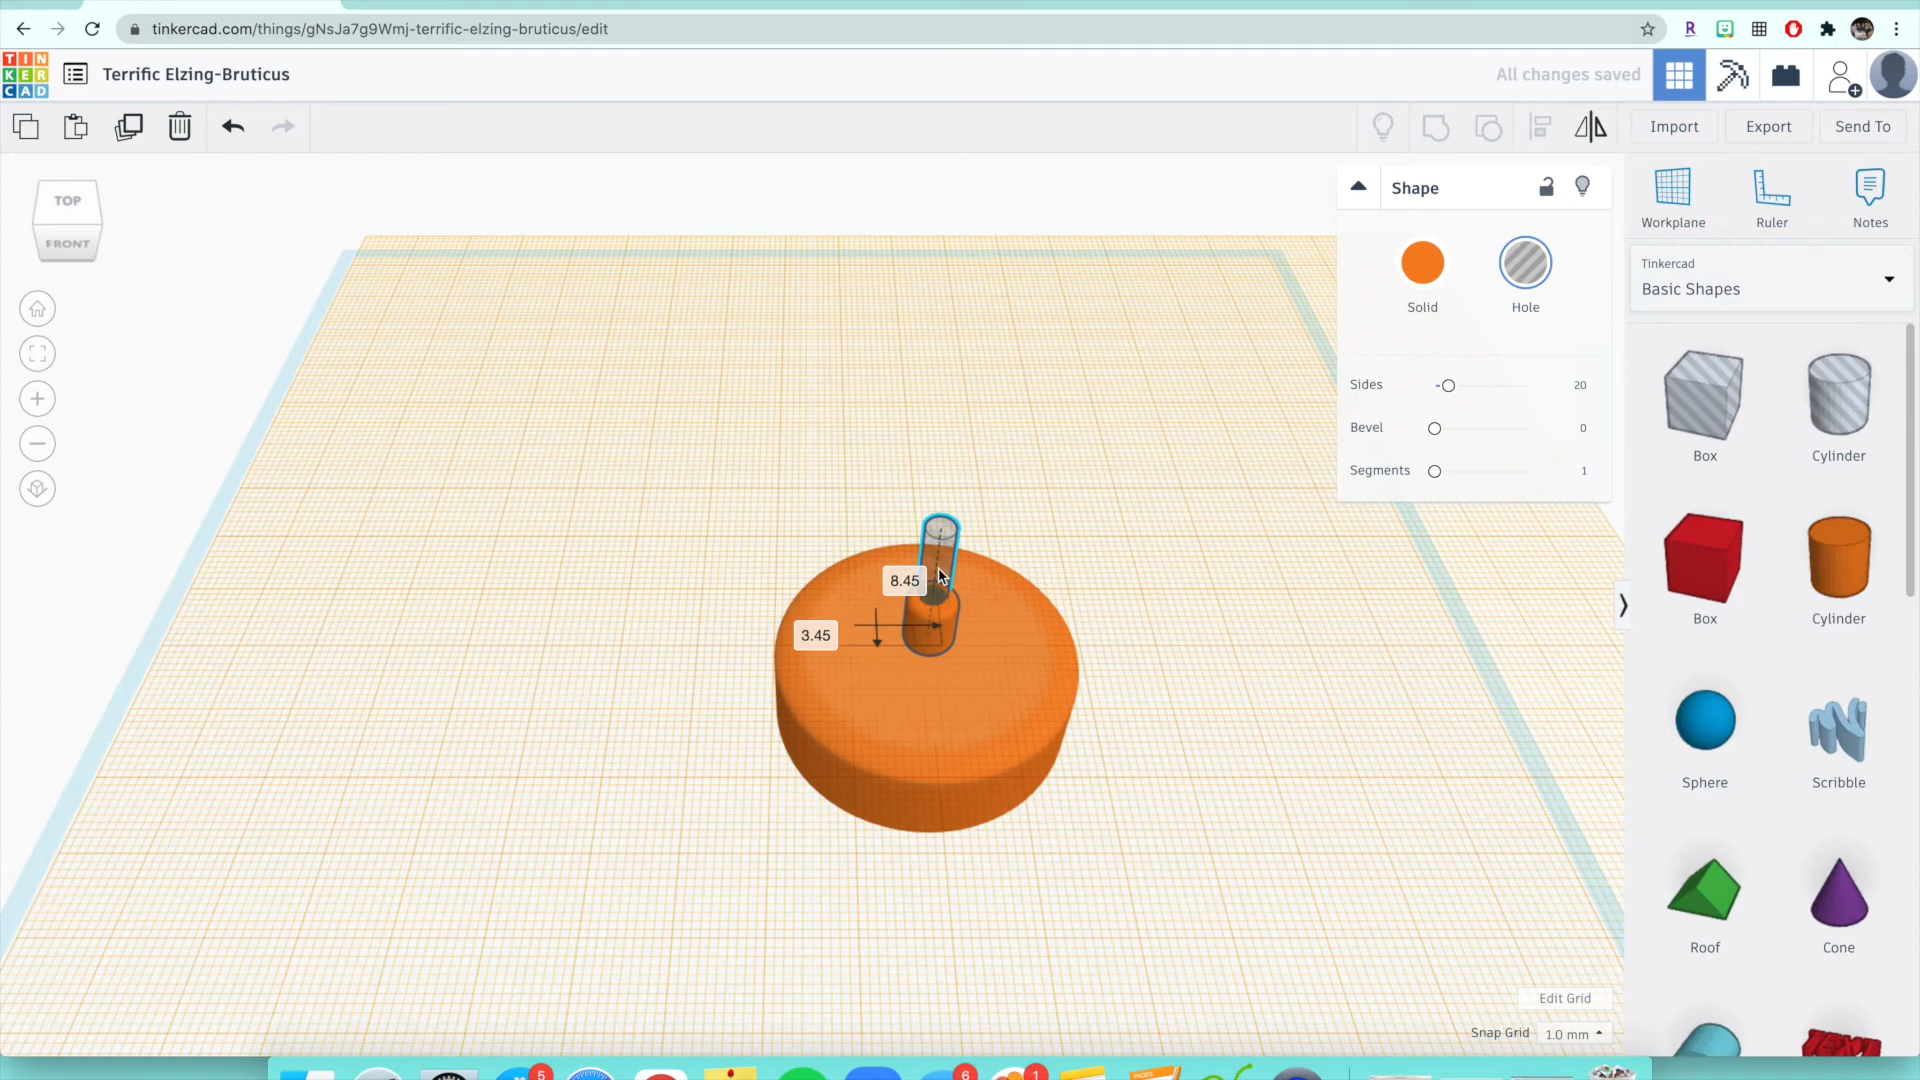 tinkercad.com/things/gNsJa7g9Wmj-terrific-elzing-bruticus/edit
R
TIN
KER
CAD
Terrific Elzing-Bruticus
All changes saved
Import
Export
Send To
TOP
FRONT
Shape
Solid
Hole
Sides
20
Bevel
0
Segments
1
Workplane
Ruler
Notes
Tinkercad
Basic Shapes
Box
Cylinder
Box
Cylinder
Sphere
Scribble
Roof
Cone
8.45
3.45
Edit Grid
Snap Grid
1.0 mm
5
6
1
PAGES